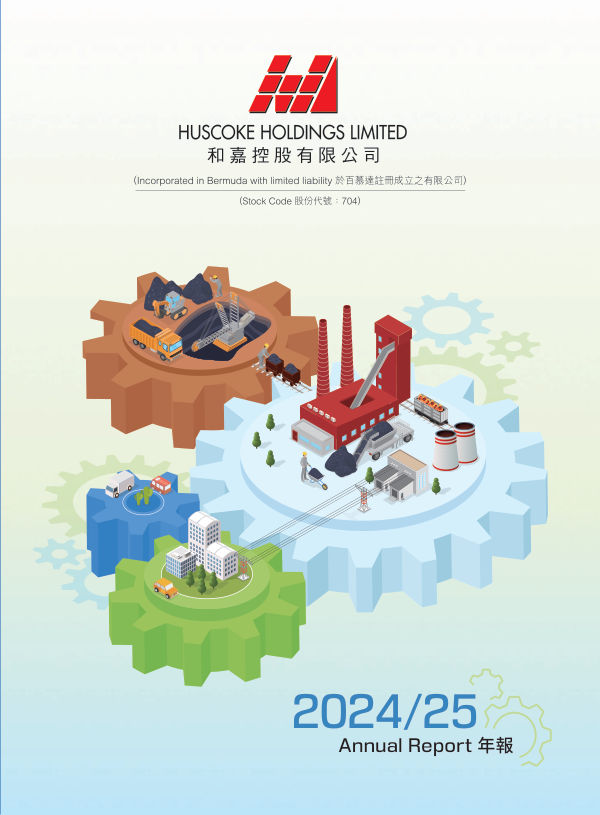 HUSCOKE HOLDINGS LIMITED
和嘉控股有限公司
(Incorporated in Bermuda with limited liability 於百慕達註冊成立之有限公司)
(Stock Code 股份代號：704)
2024/25
Annual Report 年報